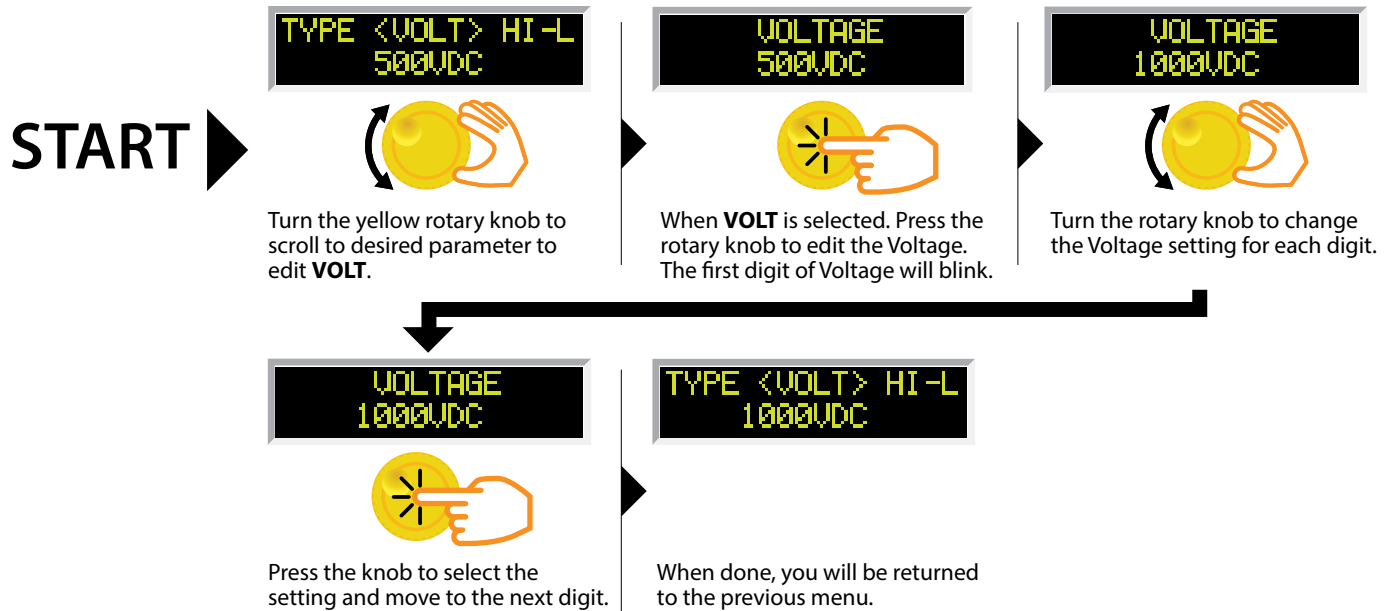 START
TYPE <VOLT> HI-L
500VDC
Turn the yellow rotary knob to
scroll to desired parameter to
edit VOLT.
VOLTAGE
500VDC
When VOLT is selected. Press the
rotary knob to edit the Voltage.
The first digit of Voltage will blink.
VOLTAGE
1000VDC
Turn the rotary knob to change
the Voltage setting for each digit.
VOLTAGE
1000VDC
Press the knob to select the
setting and move to the next digit.
TYPE <VOLT> HI-L
1000VDC
When done, you will be returned
to the previous menu.